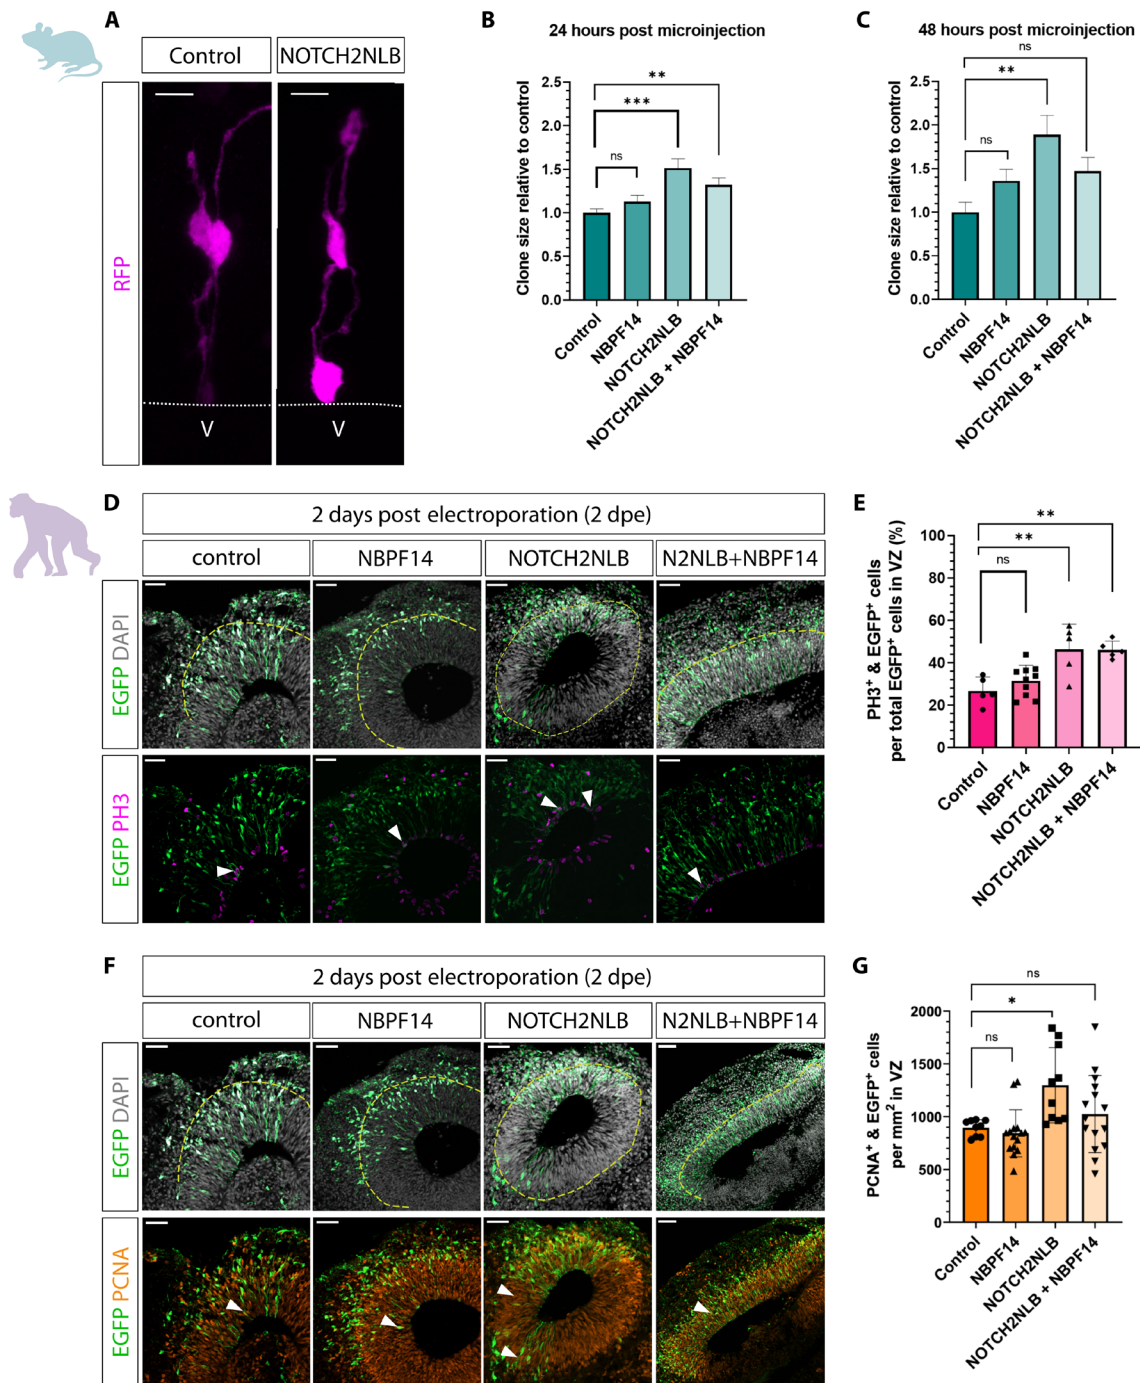 A
Control
NOTCH2NLB
RFP
V
V
B
24 hours post microinjection
Clone size relative to control
2.5
2.0
1.5
1.0
0.5
0.0
**
***
ns
Control
NBPF14
NOTCH2NLB
NOTCH2NLB + NBPF14
C
48 hours post microinjection
Clone size relative to control
2.5
2.0
1.5
1.0
0.5
0.0
ns
**
ns
Control
NBPF14
NOTCH2NLB
NOTCH2NLB + NBPF14
D
2 days post electroporation (2 dpe)
control
NBPF14
NOTCH2NLB
N2NLB+NBPF14
EGFP DAPI
EGFP PH3
E
PH3⁺ & EGFP⁺ cells
per total EGFP⁺ cells in VZ (%)
100
80
60
40
20
0
**
**
ns
Control
NBPF14
NOTCH2NLB
NOTCH2NLB + NBPF14
F
2 days post electroporation (2 dpe)
control
NBPF14
NOTCH2NLB
N2NLB+NBPF14
EGFP DAPI
EGFP PCNA
G
PCNA⁺ & EGFP⁺ cells
per mm² in VZ
2000
1500
1000
500
0
ns
*
ns
Control
NBPF14
NOTCH2NLB
NOTCH2NLB + NBPF14